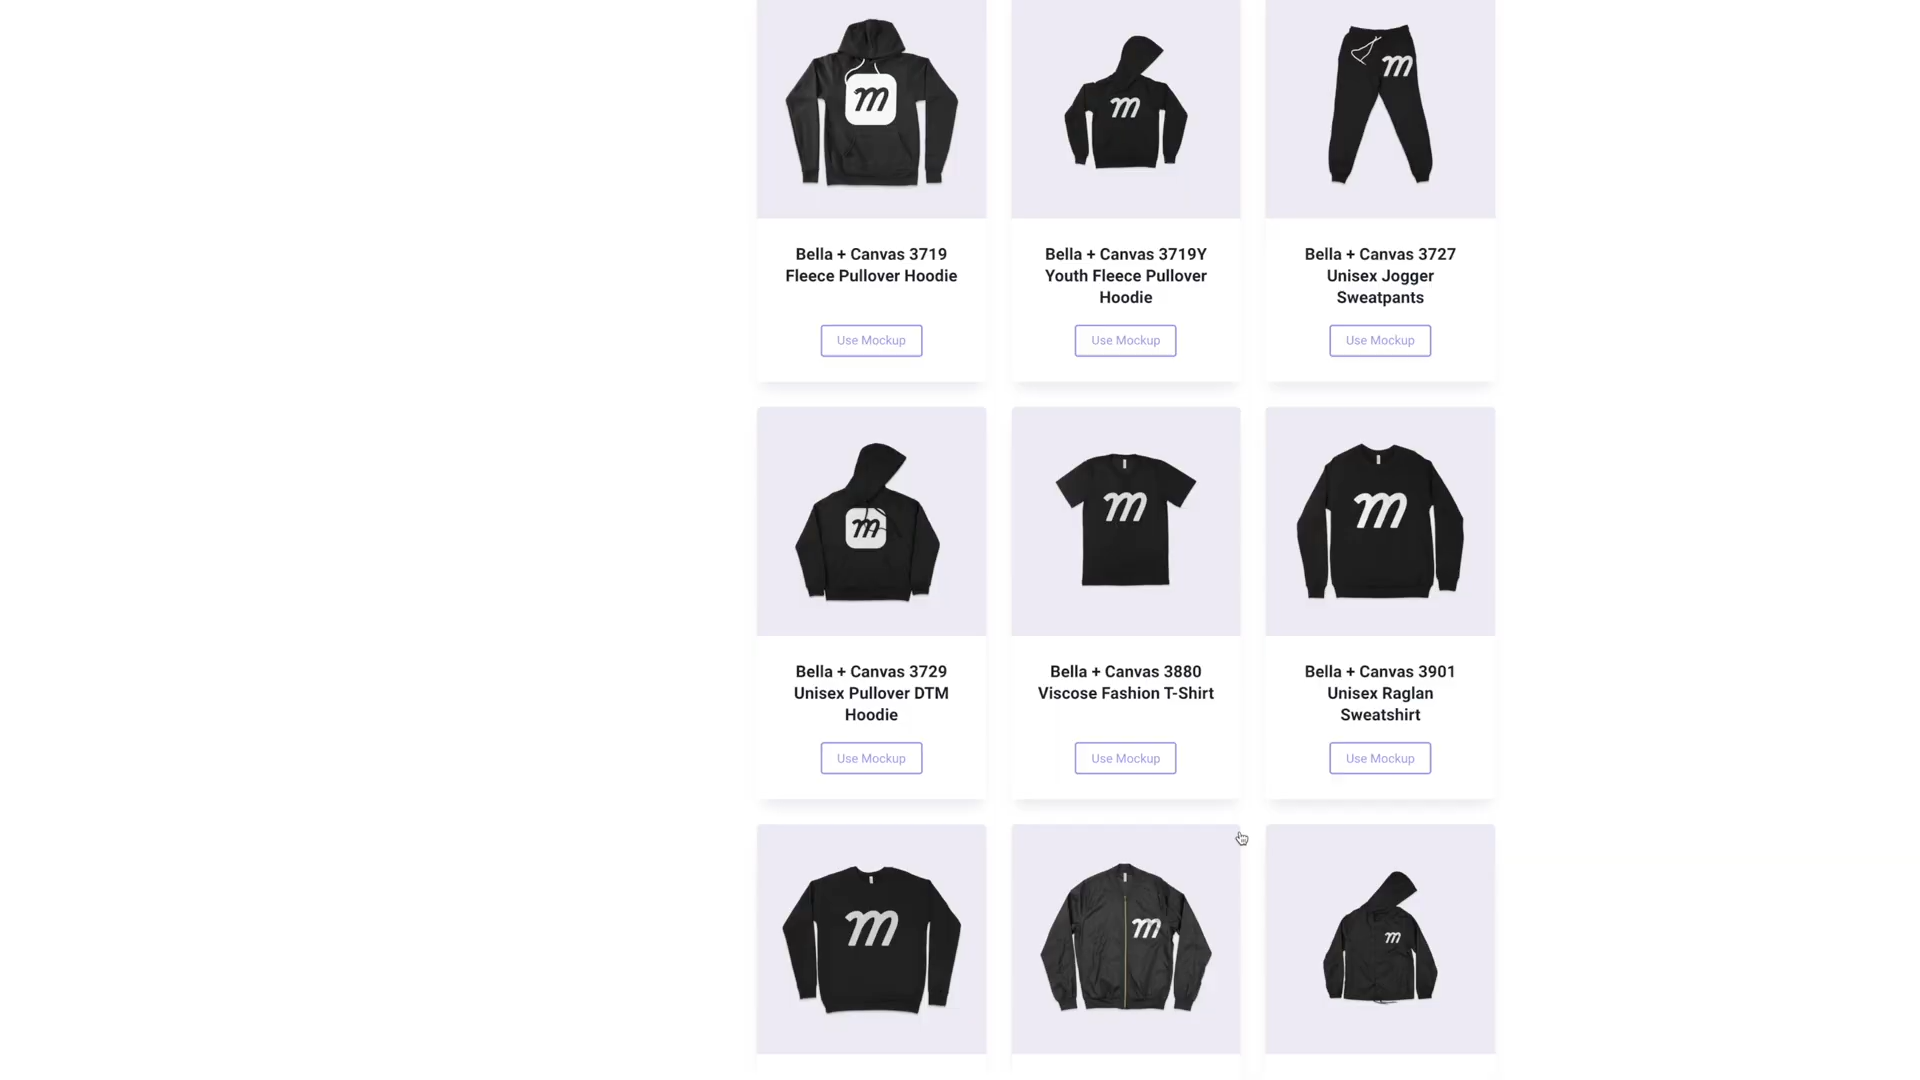 m
m
m
Bella + Canvas 3719
Fleece Pullover Hoodie
Use Mockup
Bella + Canvas 3719Y
Youth Fleece Pullover
Hoodie
Use Mockup
Bella + Canvas 3727
Unisex Jogger
Sweatpants
Use Mockup
m
m
m
Bella + Canvas 3729
Unisex Pullover DTM
Hoodie
Use Mockup
Bella + Canvas 3880
Viscose Fashion T-Shirt
Use Mockup
Bella + Canvas 3901
Unisex Raglan
Sweatshirt
Use Mockup
m
m
m